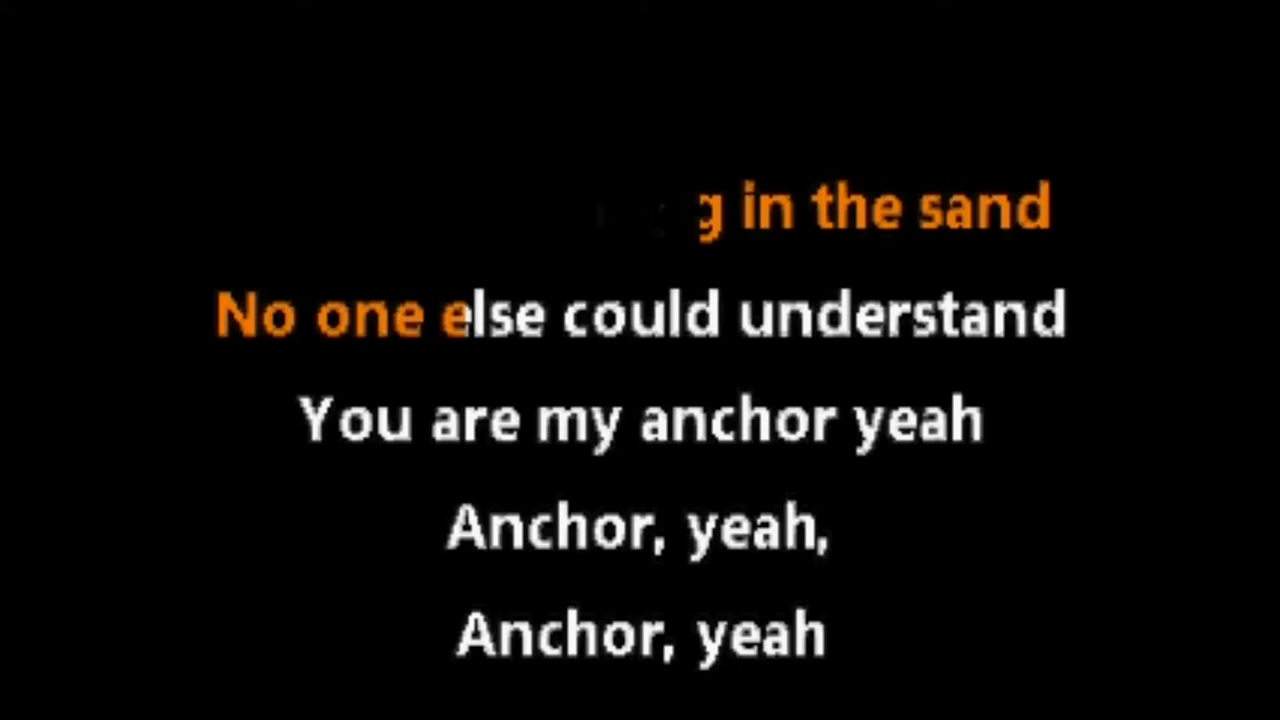 g in the sand
No one else could understand
You are my anchor yeah
Anchor, yeah,
Anchor, yeah